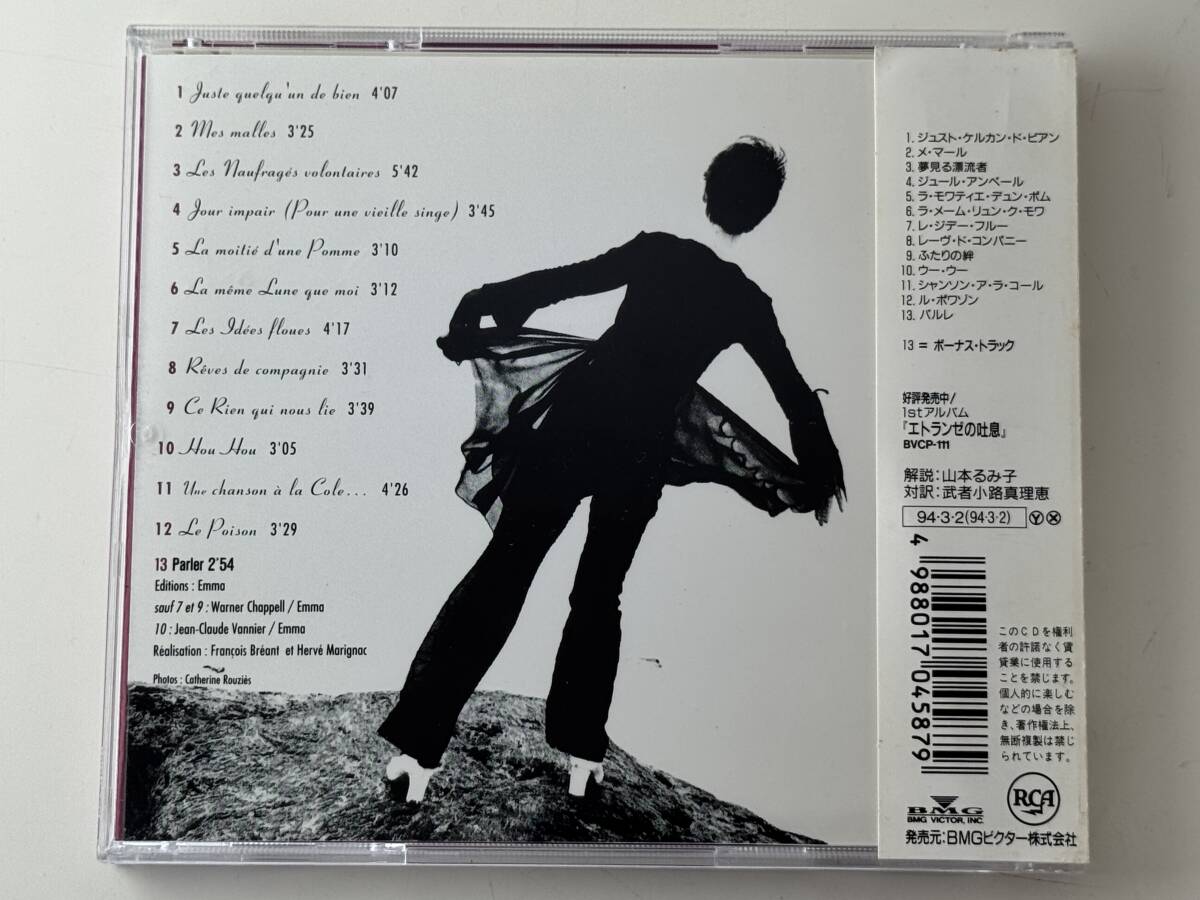 1 Juste quelqu'un de bien 4'07
2 Mes malles 3'25
3 Les Naufragés volontaires 5'42
4 Jour impair (Pour une vieille singe) 3'45
5 La moitié d'une Pomme 3'10
6 La même Lune que moi 3'12
7 Les Idées floues 4'17
8 Rêves de compagnie 3'31
9 Ce Rien qui nous lie 3'39
10 Hou Hou 3'05
11 Une chanson à la Cole... 4'26
12 Le Poison 3'29
13 Parler 2'54
Editions : Emma
sauf 7 et 9 : Warner Chappell / Emma
10 : Jean-Claude Vannier / Emma
Réalisation : François Bréant et Hervé Marignac
Photos : Catherine Rouziès
1. ジュスト・ケルカン・ド・ビアン
2. メ・マール
3. 夢見る漂流者
4. ジュール・アンペール
5. ラ・モワティエ・デュン・ポム
6. ラ・メーム・リュン・ク・モワ
7. レ・ジデー・フルー
8. レーヴ・ド・コンパニー
9. ふたりの絆
10. ウー・ウー
11. シャンソン・ア・ラ・コール
12. ル・ポワゾン
13. パルレ
13 = ボーナス・トラック
好評発売中!
1stアルバム
『エトランゼの吐息』
BVCP-111
解説:山本るみ子
対訳:武者小路真理恵
94・3・2(94・3・2) Ⓨ Ⓧ
4 988017 045879
このCDを権利
者の許諾なく賃
貸業に使用する
ことを禁じます。
個人的に楽しむ
などの場合を除
き、著作権法上、
無断複製は禁じ
られています。
BMG
BMG VICTOR, INC.
RCA
発売元:BMGビクター株式会社